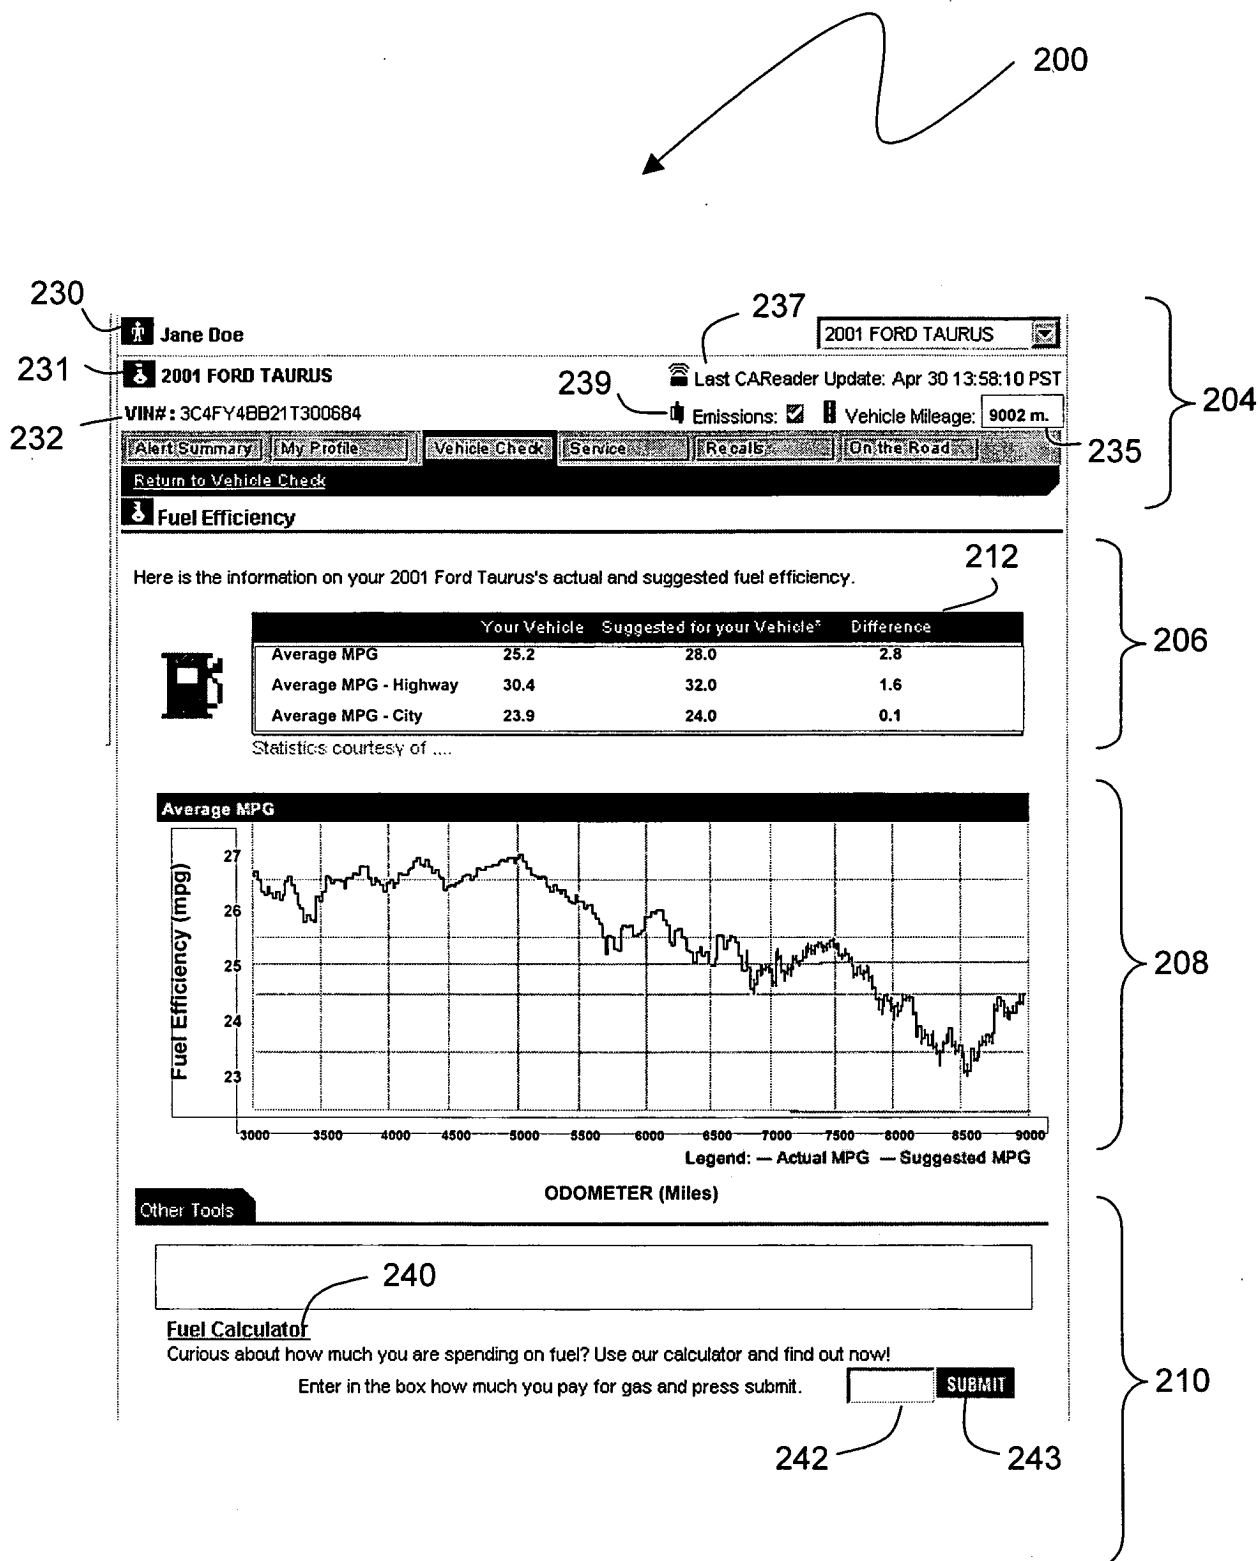 200
230
Jane Doe
237
2001 FORD TAURUS
231
2001 FORD TAURUS
Last CAReader Update: Apr 30 13:58:10 PST
239
204
VIN#: 3C4FY4BB21T300684
Emissions:
Vehicle Mileage: 9002 m.
232
235
Alert Summary My Profile Vehicle Check Service Recalls On the Road
Return to Vehicle Check
Fuel Efficiency
212
Here is the information on your 2001 Ford Taurus's actual and suggested fuel efficiency.
Your Vehicle Suggested for your Vehicle* Difference
206
Average MPG 25.2 28.0 2.8
Average MPG - Highway 30.4 32.0 1.6
Average MPG - City 23.9 24.0 0.1
Statistics courtesy of ....
Average MPG
Fuel Efficiency (mpg)
27
26
25
24
23
208
3000 3500 4000 4500 5000 5500 6000 6500 7000 7500 8000 8500 9000
Legend: — Actual MPG — Suggested MPG
ODOMETER (Miles)
Other Tools
240
Fuel Calculator
Curious about how much you are spending on fuel? Use our calculator and find out now!
Enter in the box how much you pay for gas and press submit.
SUBMIT
210
242
243